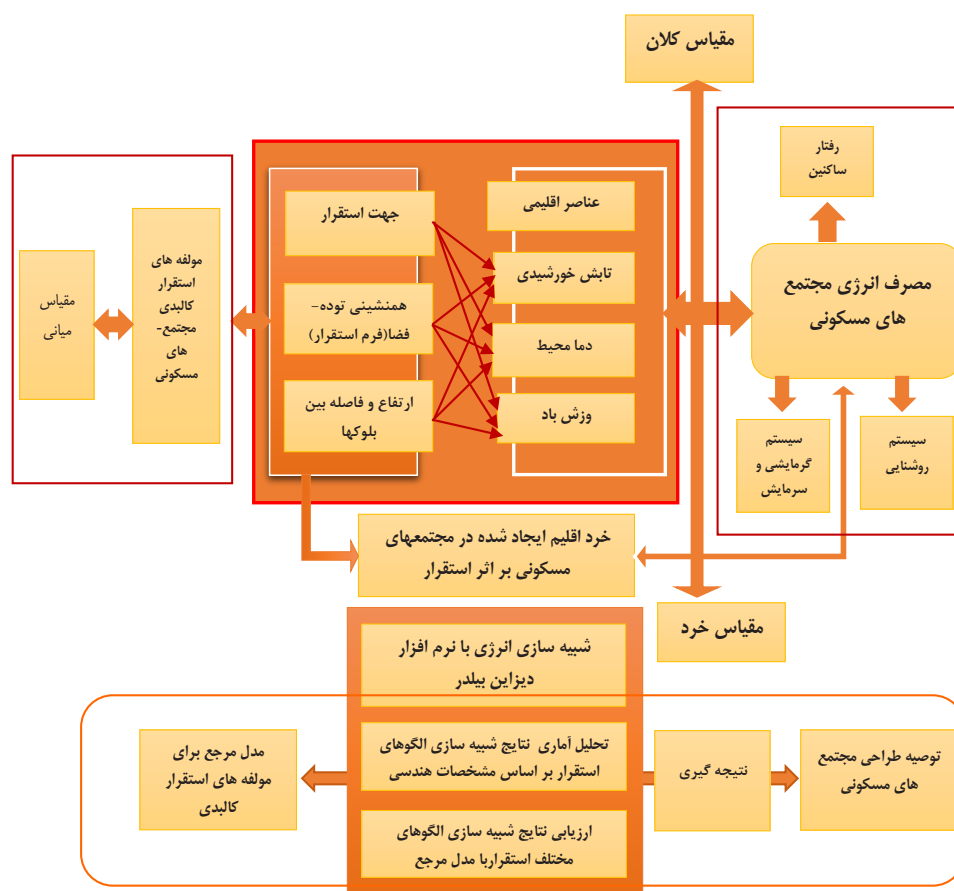 مقیاس کلان
رفتار
ساکنین
مصرف انرژی مجتمع
های مسکونی
سیستم
روشنایی
سیستم
گرمایشی و
سرمایش
عناصر اقلیمی
تابش خورشیدی
دما محیط
وزش باد
جهت استقرار
همنشینی توده-
فضا(فرم استقرار)
ارتفاع و فاصله بین
بلوکها
مولفه های
استقرار
کالبدی
مجتمع-
های
مسکونی
مقیاس
میانی
خرد اقلیم ایجاد شده در مجتمعهای
مسکونی بر اثر استقرار
مقیاس خرد
شبیه سازی انرژی با نرم افزار
دیزاین بیلدر
تحلیل آماری نتایج شبیه سازی الگوهای
استقرار بر اساس مشخصات هندسی
ارزیابی نتایج شبیه سازی الگوهای
مختلف استقراربا مدل مرجع
توصیه طراحی مجتمع
های مسکونی
نتیجه گیری
مدل مرجع برای
مولفه های استقرار
کالبدی